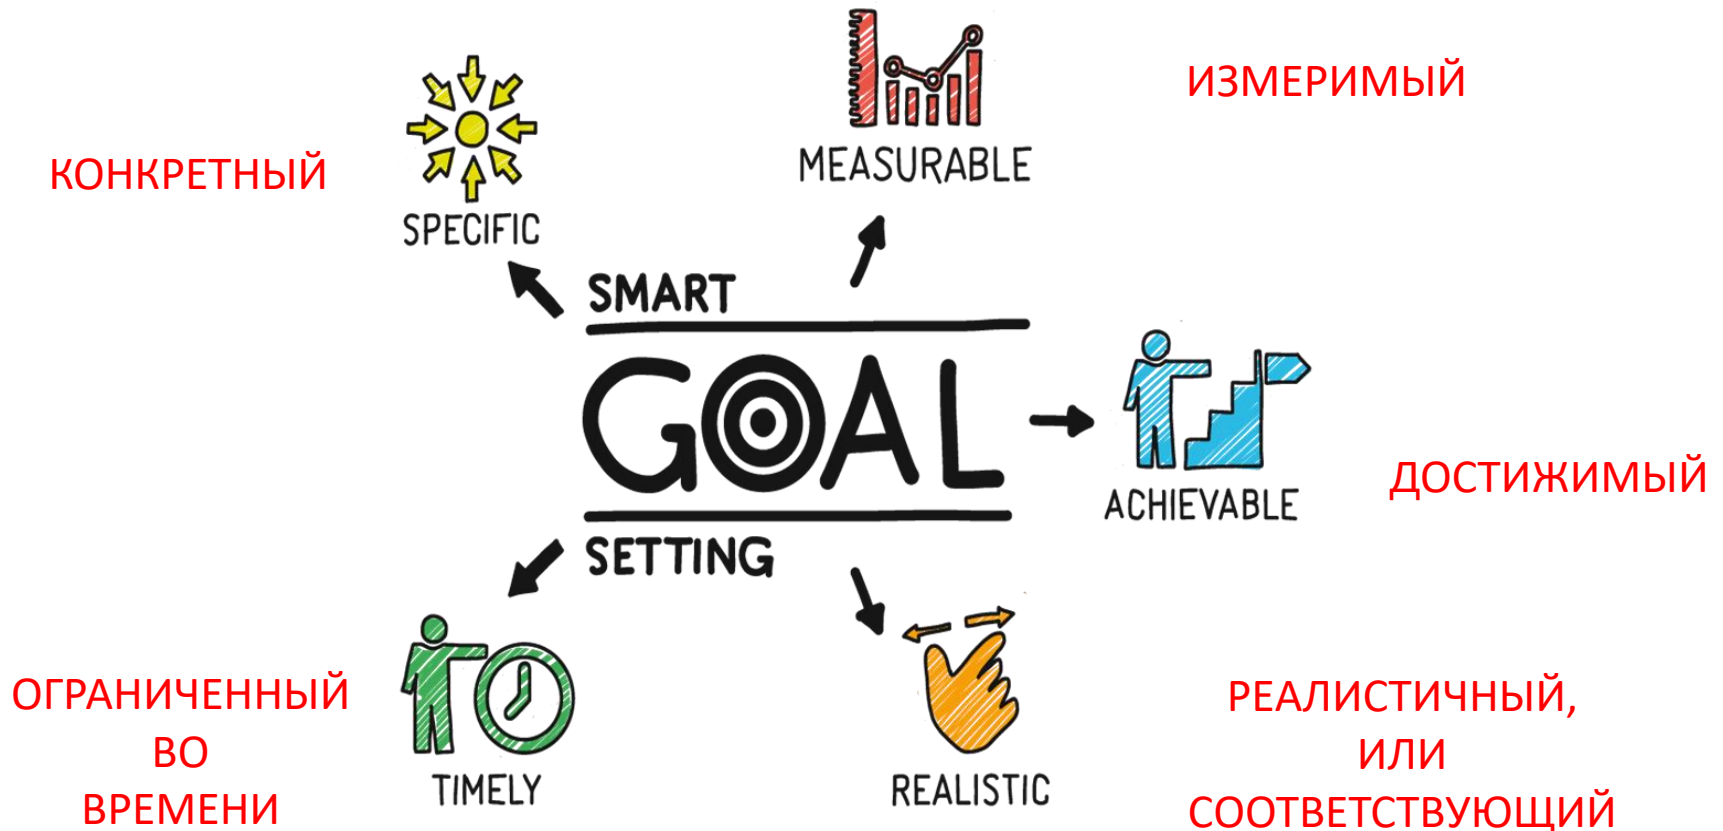 ИЗМЕРИМЫЙ
MEASURABLE
КОНКРЕТНЫЙ
SPECIFIC
SMART
GOAL
SETTING
ACHIEVABLE
ДОСТИЖИМЫЙ
ОГРАНИЧЕННЫЙ
ВО
ВРЕМЕНИ
TIMELY
REALISTIC
РЕАЛИСТИЧНЫЙ,
ИЛИ
СООТВЕТСТВУЮЩИЙ